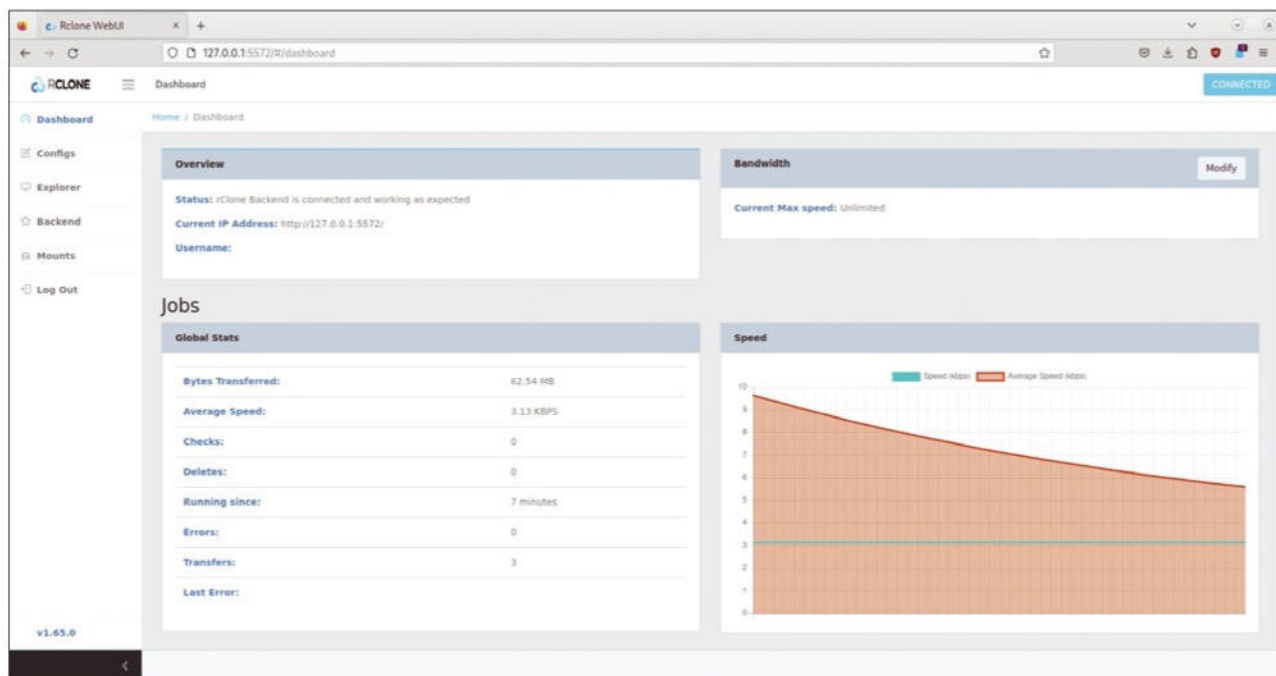 Rclone WebUI
127.0.0.1:5572/#/dashboard
RCLONE
Dashboard
CONNECTED
Home / Dashboard
Dashboard
Configs
Explorer
Backend
Mounts
Log Out
v1.65.0
Overview
Status: rClone Backend is connected and working as expected
Current IP Address: http://127.0.0.1:5572/
Username:
Bandwidth
Modify
Current Max speed: Unlimited
Jobs
Global Stats
Bytes Transferred: 62.54 MB
Average Speed: 3.13 KBPS
Checks: 0
Deletes: 0
Running since: 7 minutes
Errors: 0
Transfers: 3
Last Error:
Speed
Speed (kbps) Average Speed (kbps)
10
9
8
7
6
5
4
3
2
1
0